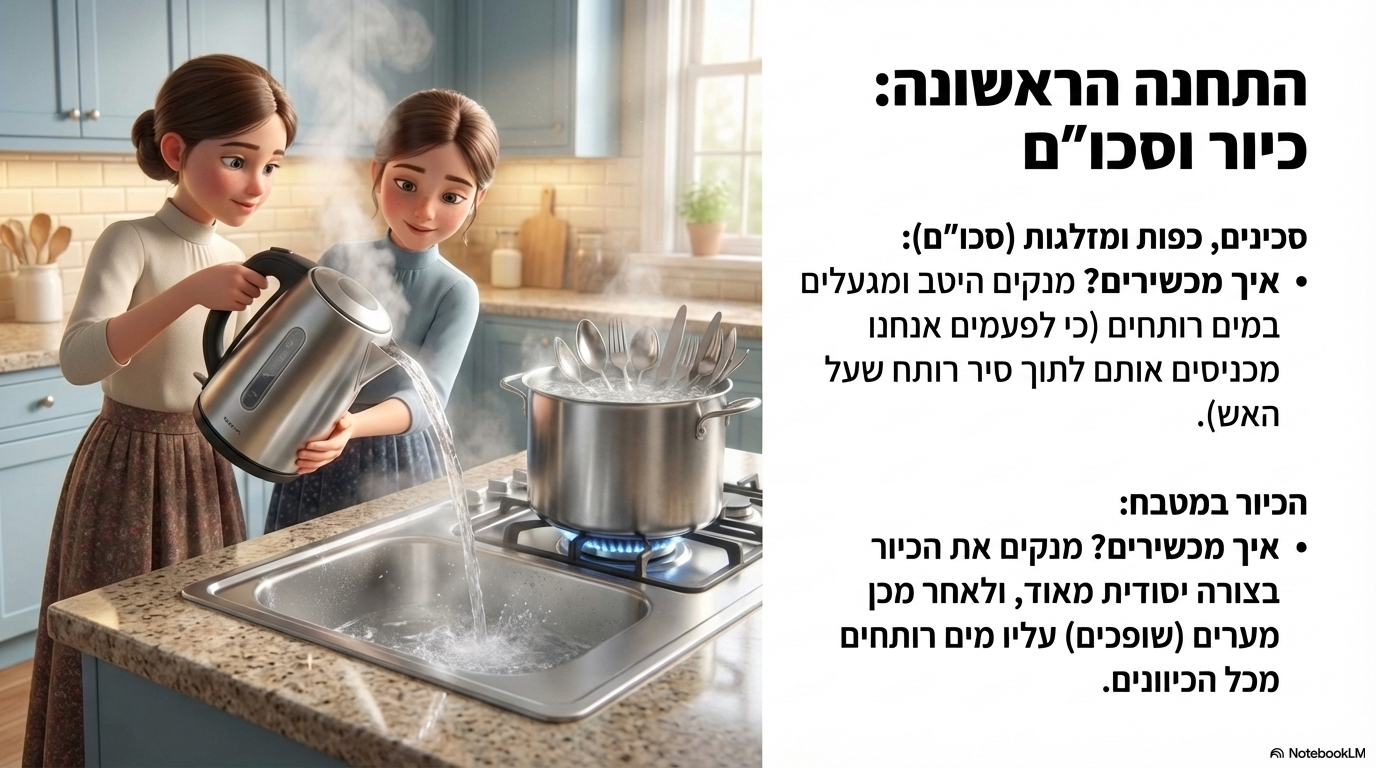 התחנה הראשונה:
כיור וסכו"ם
סכינים, כפות ומזלגות (סכו"ם):
• איך מכשירים? מנקים היטב ומגעלים
במים רותחים (כי לפעמים אנחנו
מכניסים אותם לתוך סיר רותח שעל
האש).
הכיור במטבח:
• איך מכשירים? מנקים את הכיור
בצורה יסודית מאוד, ולאחר מכן
מערים (שופכים) עליו מים רותחים
מכל הכיוונים.
NotebookLM